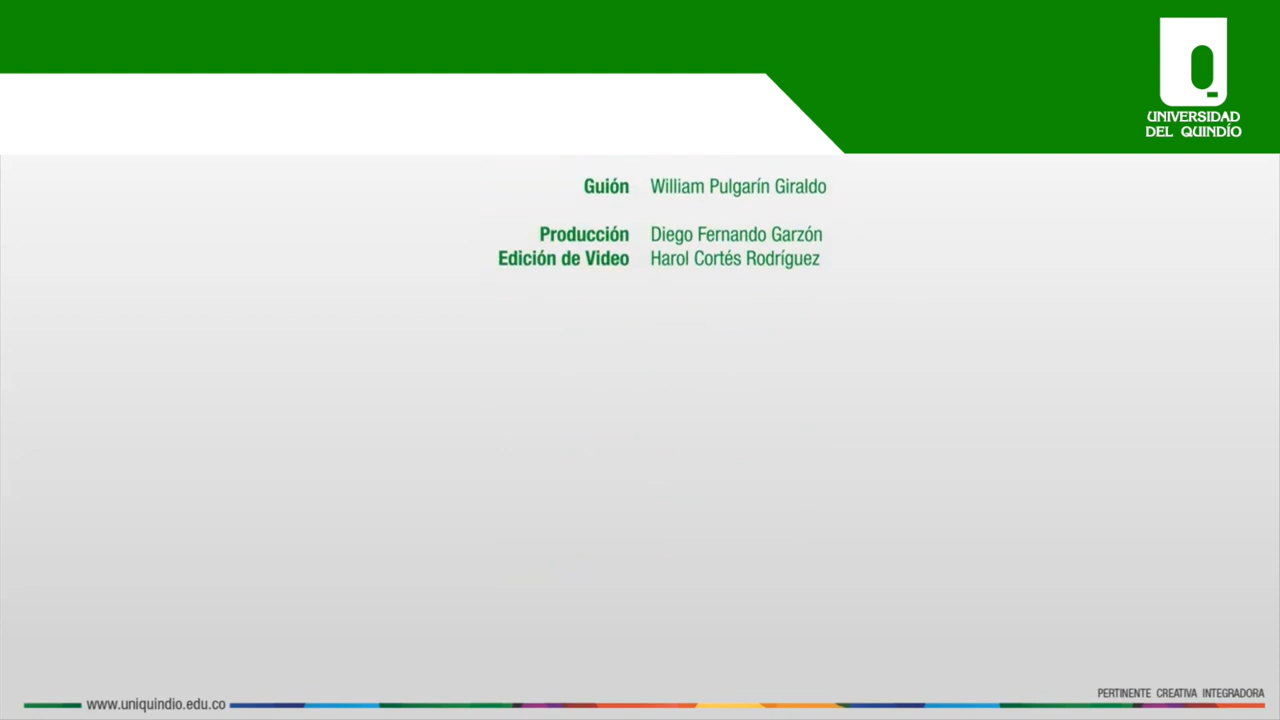 UNIVERSIDAD
DEL QUINDÍO
Guión William Pulgarín Giraldo
Producción Diego Fernando Garzón
Edición de Video Harol Cortés Rodríguez
PERTINENTE CREATIVA INTEGRADORA
www.uniquindio.edu.co